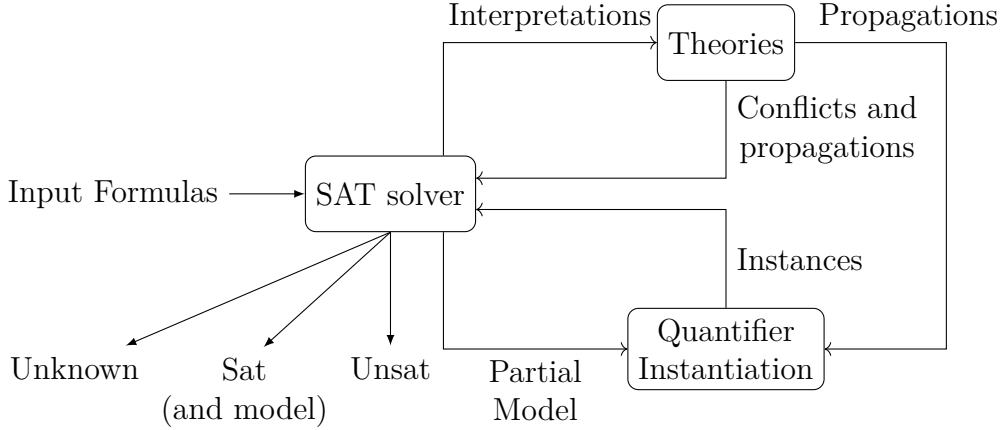 Interpretations
Propagations
Theories
Conflicts and
propagations
Input Formulas
SAT solver
Instances
Quantifier
Instantiation
Unknown
Sat
(and model)
Unsat
Partial
Model